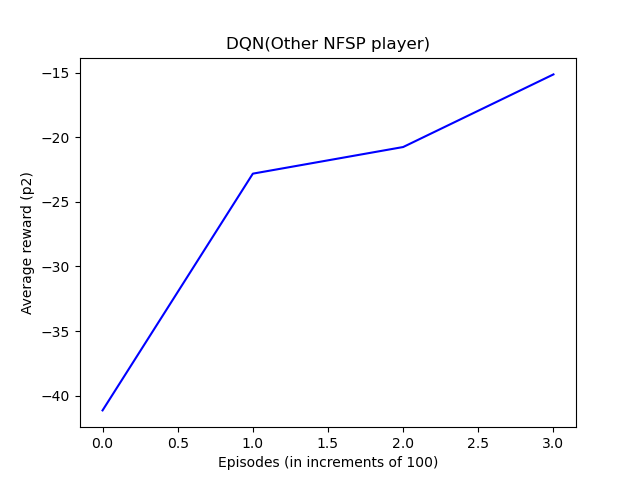 DQN(Other NFSP player)
−15
−20
−25
−30
−35
−40
Average reward (p2)
0.0 0.5 1.0 1.5 2.0 2.5 3.0
Episodes (in increments of 100)